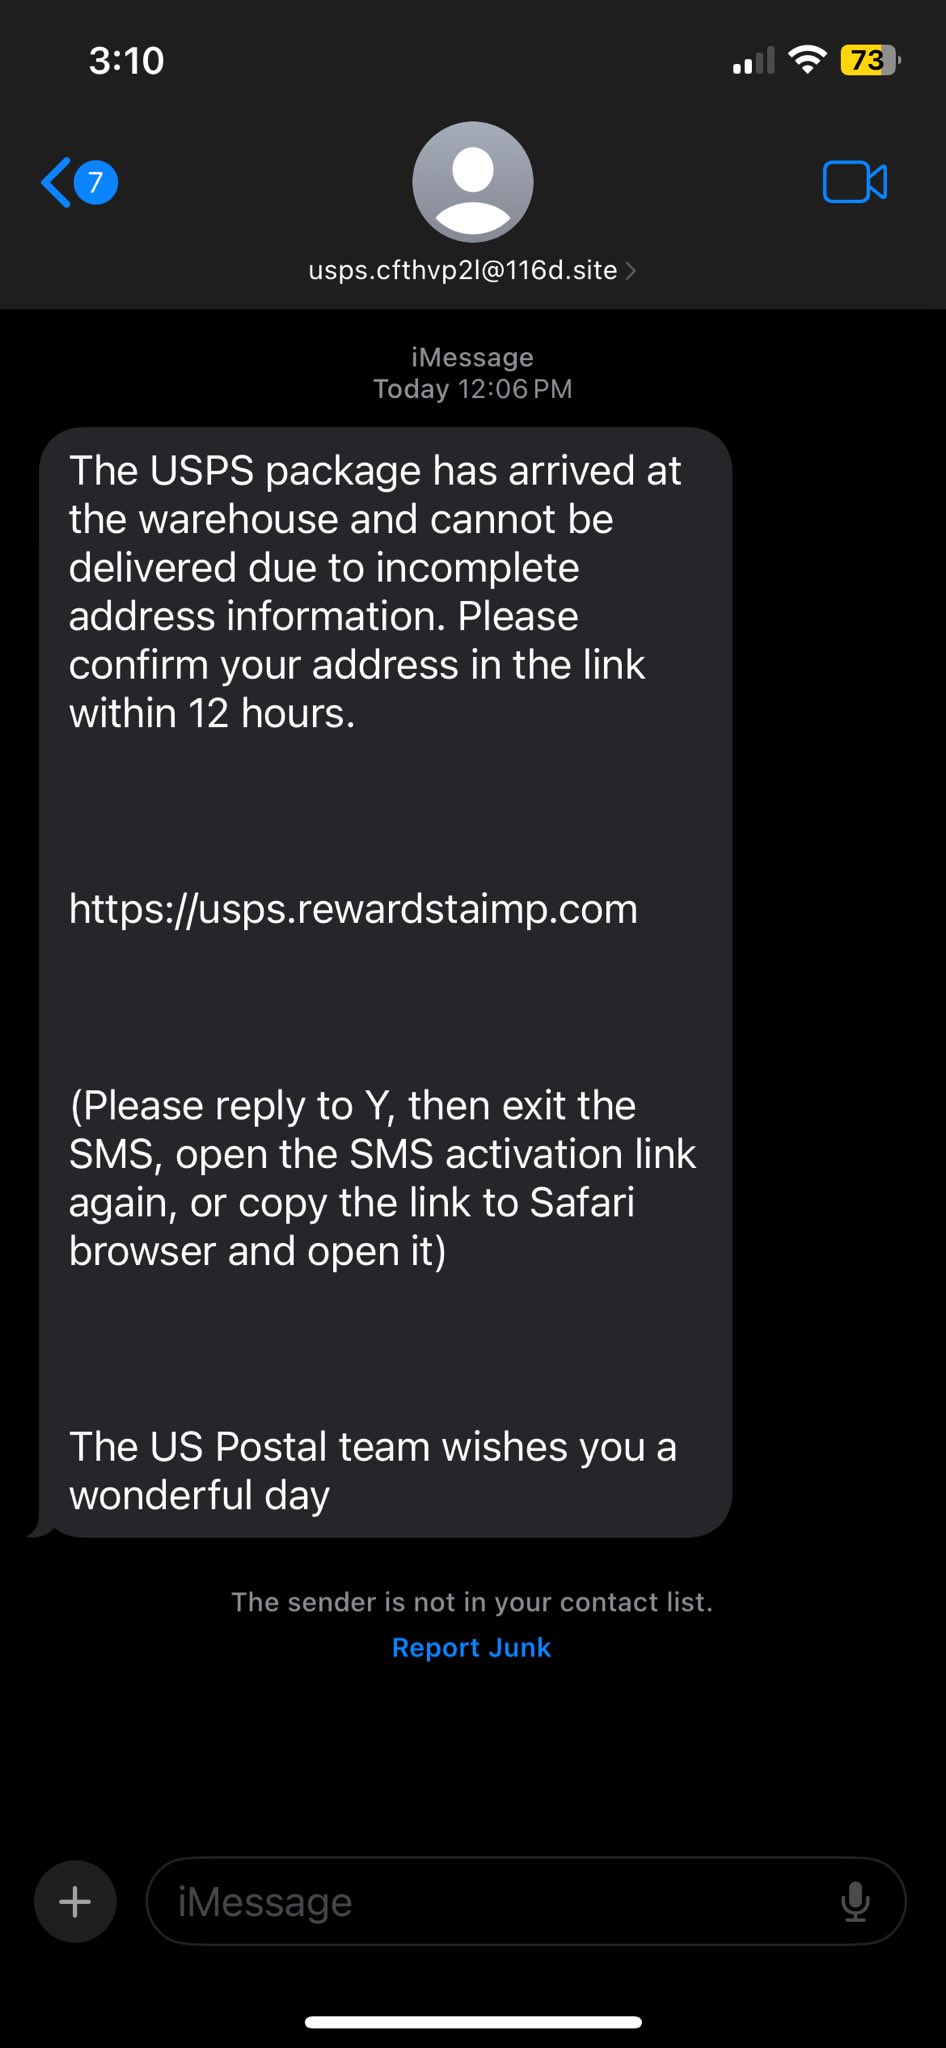 3:10
73
7
usps.cfthvp2l@116d.site
iMessage
Today 12:06 PM
The USPS package has arrived at
the warehouse and cannot be
delivered due to incomplete
address information. Please
confirm your address in the link
within 12 hours.
https://usps.rewardstaimp.com
(Please reply to Y, then exit the
SMS, open the SMS activation link
again, or copy the link to Safari
browser and open it)
The US Postal team wishes you a
wonderful day
The sender is not in your contact list.
Report Junk
iMessage